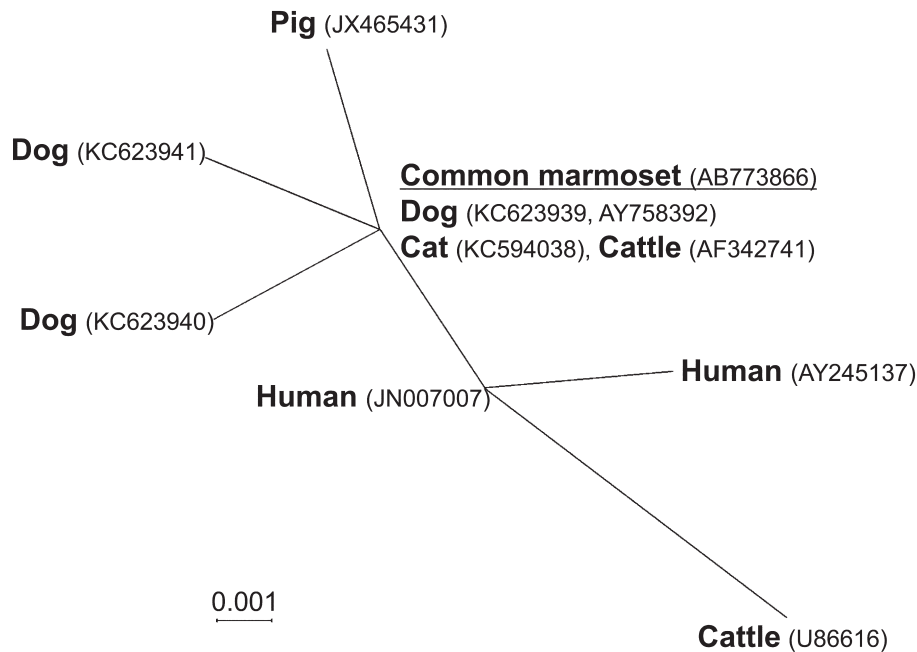 Pig (JX465431)
Dog (KC623941)
Common marmoset (AB773866)
Dog (KC623939, AY758392)
Cat (KC594038), Cattle (AF342741)
Dog (KC623940)
Human (AY245137)
Human (JN007007)
0.001
Cattle (U86616)